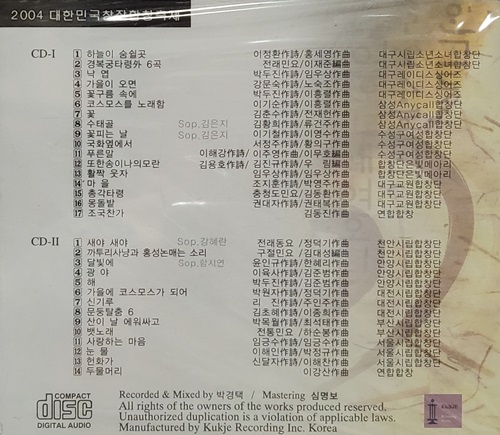 2004 대한민국창작합창축제
CD-I
1 하늘이 숨쉴곳 이정환作詩/홍세영作曲 대구시립소년소녀합창단
2 경복궁타령外 6곡 전래민요/이재준編曲 대구시립소년소녀합창단
3 낙 엽 박두진作詩/임우상作曲 대구레이디스싱어즈
4 가을이 오면 강문숙作詩/노숙조作曲 대구레이디스싱어즈
5 꽃구름 속에 박두진作詩/이흥렬作曲 대구레이디스싱어즈
6 코스모스를 노래함 이기순作詩/이흥렬作曲 삼성Anycall합창단
7 꽃 김춘수作詩/전재헌作曲 삼성Anycall합창단
8 수태골 Sop.김은지 김황희作詩/류건주作曲 삼성Anycall합창단
9 꽃피는 날 Sop.김은지 이기철作詩/이영수作曲 수성구여성합창단
10 국화옆에서 서정주作詩/황의구作曲 수성구여성합창단
11 푸른말 이해강作詩/이주영作曲/이무호編曲 수성구여성합창단
12 또한송이나의모란 김용호作詩/김진규作曲/우 림編曲 합창단은빛메아리
13 활짝 웃자 임우상作詩/임우상作曲 합창단은빛메아리
14 마 을 조지훈作詩/박영주作曲 대구교원합창단
15 총각타령 충청도민요/김동환作曲 대구교원합창단
16 몽돌밭 권대자作詩/권태복作曲 대구교원합창단
17 조국찬가 김동진作曲 연합합창
CD-II
1 새야 새야 Sop.강혜란 전래동요/정덕기作曲 천안시립합창단
2 까투리사냥과 홍성논매는 소리 구절민요/김대성編曲 천안시립합창단
3 달빛에 Sop.함지연 윤인규作詩/한혜리作曲 안양시립합창단
4 광 야 이육사作詩/김준범作曲 안양시립합창단
5 해 박두진作詩/김준범作曲 안양시립합창단
6 가을에 코스모스가 되어 박원자作詩/정덕기作曲 대전시립합창단
7 신기루 리 진作詩/주인주作曲 대전시립합창단
8 문둥탈춤 6 김초혜作詩/이종희作曲 대전시립합창단
9 산이 날 에워싸고 박목월作詩/최석태作曲 부산시립합창단
10 뱃노래 전통민요/하순봉作曲 부산시립합창단
11 사랑하는 마음 임긍수作詩/임긍수作曲 서울시립합창단
12 눈 물 이해인作詩/박정규作曲 서울시립합창단
13 헌화가 신달자作詩/이해찬作曲 서울시립합창단
14 두물머리 이강산作曲 연합합창
COMPACT
disc
DIGITAL AUDIO
Recorded & Mixed by 박경택 / Mastering 심명보
All rights of the owners of the works produced reserved.
Unauthorized duplication is a violation of applicable laws.
Manufactured by Kukje Recording Inc. Korea
KUKJE